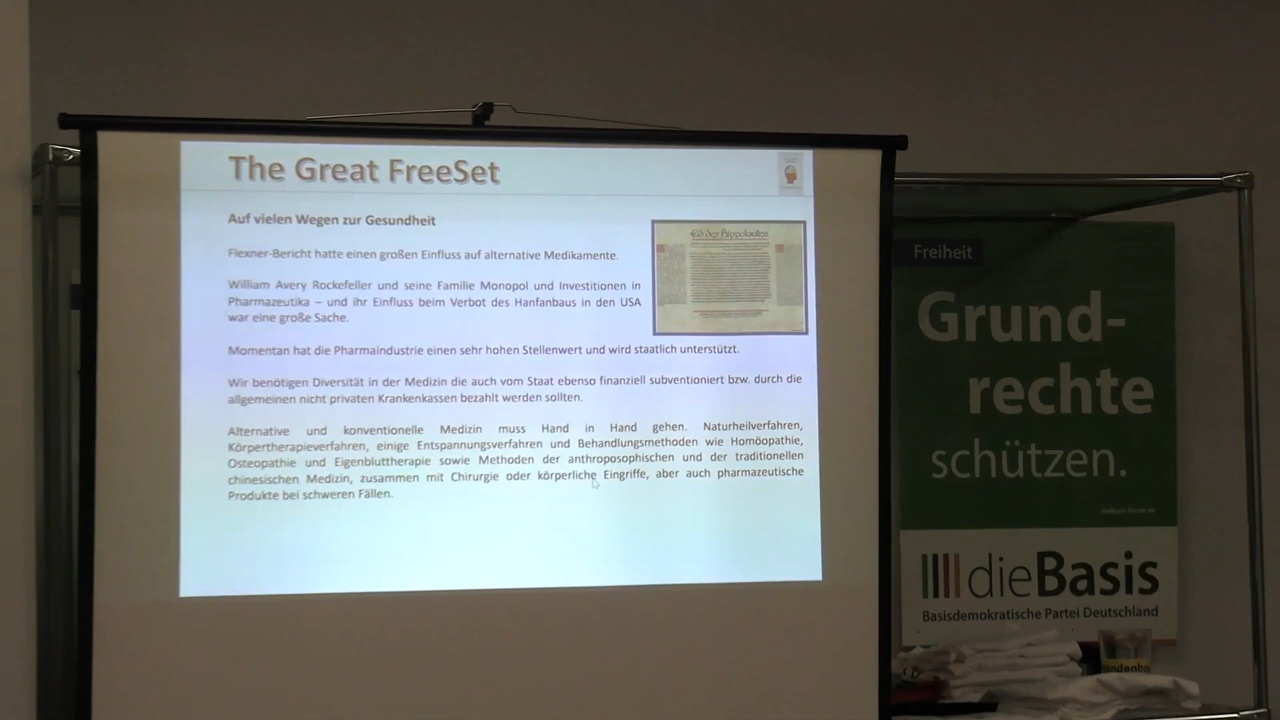 The Great FreeSet
Auf vielen Wegen zur Gesundheit
Flexner-Bericht hatte einen großen Einfluss auf alternative Medikamente.
William Avery Rockefeller und seine Familie Monopol und Investitionen in
Pharmazeutika – und ihr Einfluss beim Verbot des Hanfanbaus in den USA
war eine große Sache.
Eid des Hippokrates
Momentan hat die Pharmaindustrie einen sehr hohen Stellenwert und wird staatlich unterstützt.
Wir benötigen Diversität in der Medizin die auch vom Staat ebenso finanziell subventioniert bzw. durch die
allgemeinen nicht privaten Krankenkassen bezahlt werden sollten.
Alternative und konventionelle Medizin muss Hand in Hand gehen. Naturheilverfahren,
Körpertherapieverfahren, einige Entspannungsverfahren und Behandlungsmethoden wie Homöopathie,
Osteopathie und Eigenbluttherapie sowie Methoden der anthroposophischen und der traditionellen
chinesischen Medizin, zusammen mit Chirurgie oder körperliche Eingriffe, aber auch pharmazeutische
Produkte bei schweren Fällen.
Freiheit
Grund-
rechte
schützen.
dieBasis
Basisdemokratische Partei Deutschland